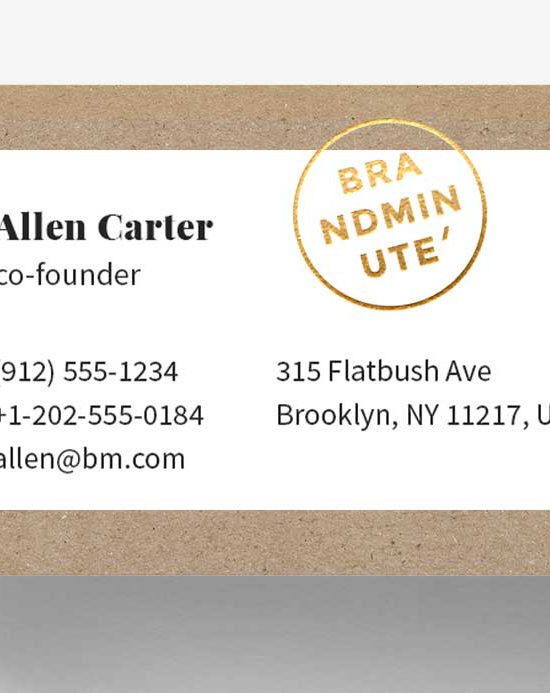 BRA
NDMIN
UTE´
Allen Carter
co-founder
(912) 555-1234
+1-202-555-0184
allen@bm.com
315 Flatbush Ave
Brooklyn, NY 11217, U